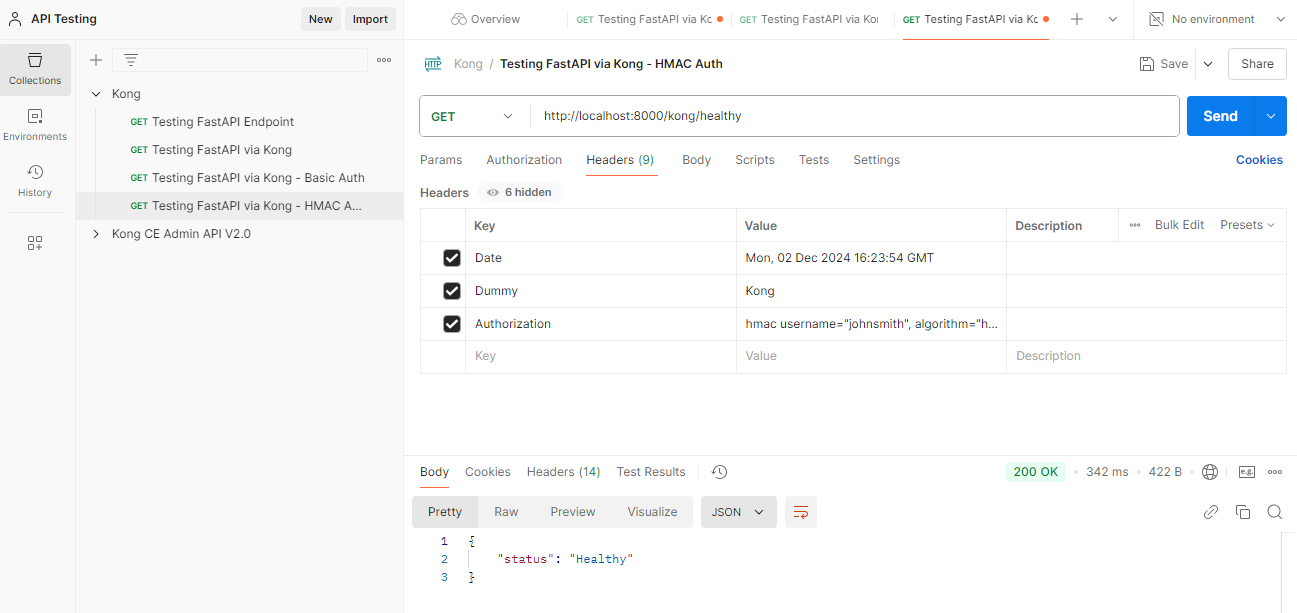 API Testing
New
Import
Overview
GET Testing FastAPI via Kc
GET Testing FastAPI via Kor
GET Testing FastAPI via Kc
No environment
Collections
Environments
History
Kong
GET Testing FastAPI Endpoint
GET Testing FastAPI via Kong
GET Testing FastAPI via Kong - Basic Auth
GET Testing FastAPI via Kong - HMAC A...
Kong CE Admin API V2.0
HTTP Kong / Testing FastAPI via Kong - HMAC Auth
Save
Share
GET http://localhost:8000/kong/healthy
Send
Params Authorization Headers (9) Body Scripts Tests Settings
Cookies
Headers 6 hidden
Key Value Description Bulk Edit Presets
Date Mon, 02 Dec 2024 16:23:54 GMT
Dummy Kong
Authorization hmac username="johnsmith", algorithm="h...
Key Value Description
Body Cookies Headers (14) Test Results
200 OK • 342 ms • 422 B •
e.g.
Pretty Raw Preview Visualize JSON
1 {
2 "status": "Healthy"
3 }